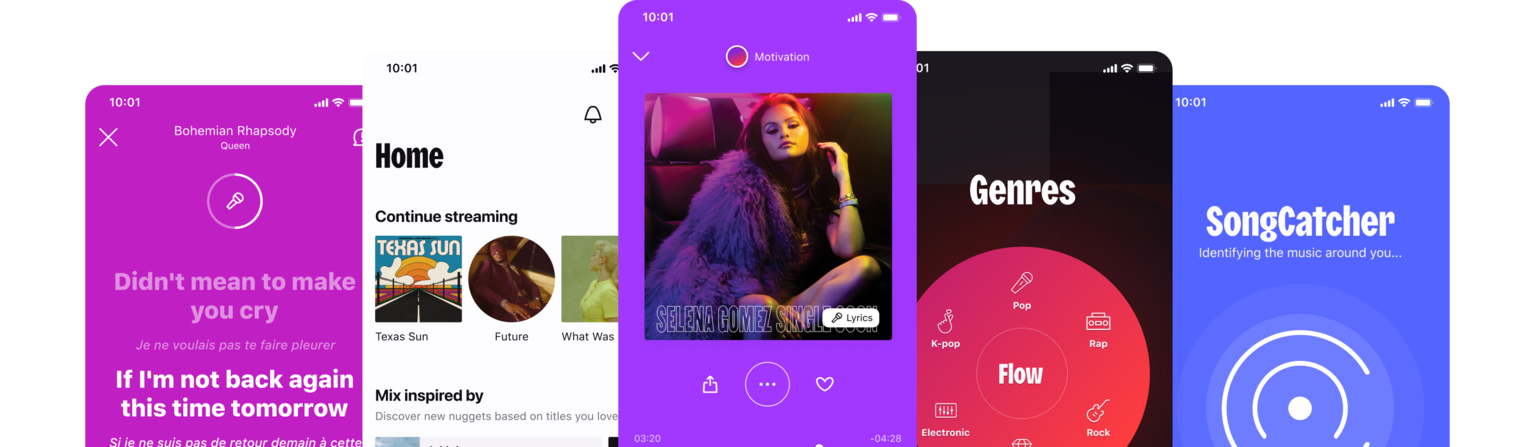 10:01
Bohemian Rhapsody
Queen
Didn't mean to make
you cry
Je ne voulais pas te faire pleurer
If I'm not back again
this time tomorrow
Si je ne suis pas de retour demain à cette
10:01
Home
Continue streaming
TEXAS SUN
Texas Sun
Future
What Was
Mix inspired by
Discover new nuggets based on titles you love
10:01
Motivation
SELENA GOMEZ SINGLE SOON
Lyrics
03:20
-04:28
01
Genres
Pop
K-pop
Rap
Flow
Electronic
Rock
10:01
SongCatcher
Identifying the music around you...